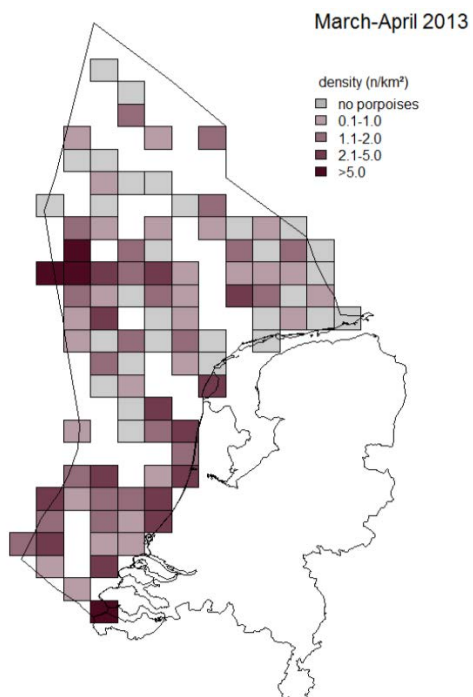 March-April 2013
density (n/km²)
no porpoises
0.1-1.0
1.1-2.0
2.1-5.0
>5.0